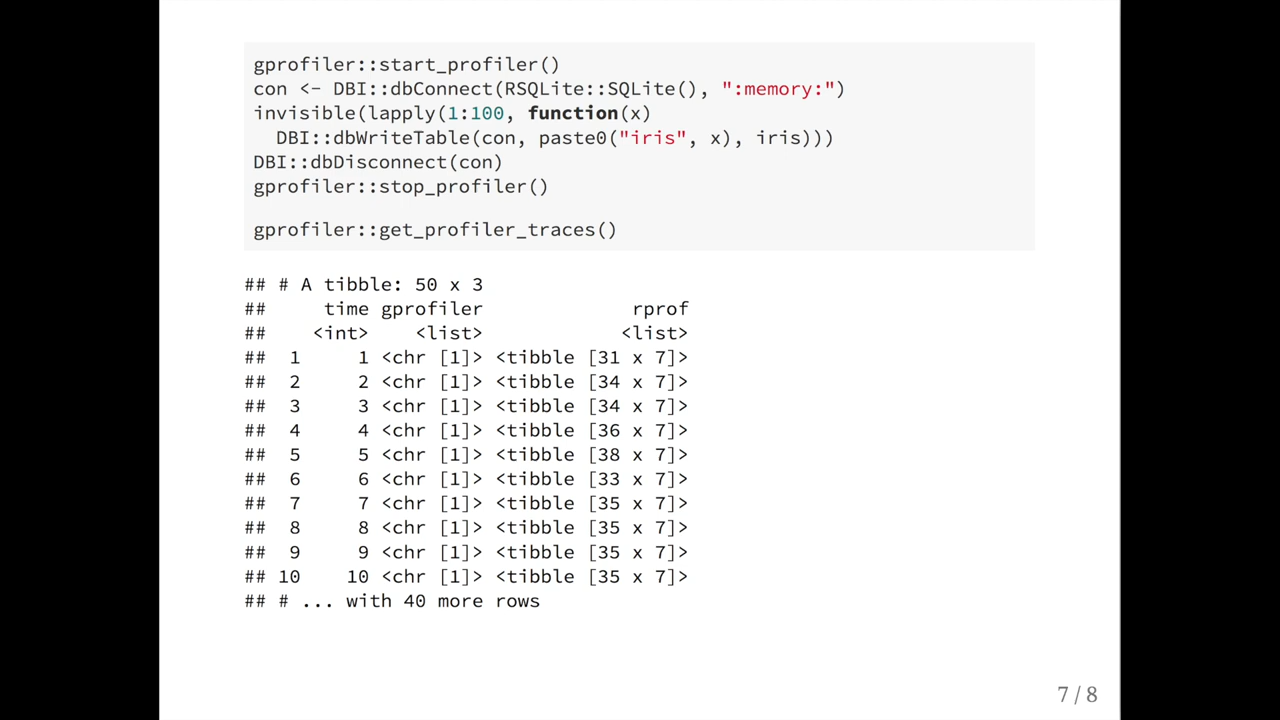 gprofiler::start_profiler()
con <- DBI::dbConnect(RSQLite::SQLite(), ":memory:")
invisible(lapply(1:100, function(x)
  DBI::dbWriteTable(con, paste0("iris", x), iris)))
DBI::dbDisconnect(con)
gprofiler::stop_profiler()

gprofiler::get_profiler_traces()

## # A tibble: 50 x 3
##     time gprofiler              rprof
##    <int>    <list>             <list>
##  1     1 <chr [1]> <tibble [31 x 7]>
##  2     2 <chr [1]> <tibble [34 x 7]>
##  3     3 <chr [1]> <tibble [34 x 7]>
##  4     4 <chr [1]> <tibble [36 x 7]>
##  5     5 <chr [1]> <tibble [38 x 7]>
##  6     6 <chr [1]> <tibble [33 x 7]>
##  7     7 <chr [1]> <tibble [35 x 7]>
##  8     8 <chr [1]> <tibble [35 x 7]>
##  9     9 <chr [1]> <tibble [35 x 7]>
## 10    10 <chr [1]> <tibble [35 x 7]>
## # ... with 40 more rows
7 / 8